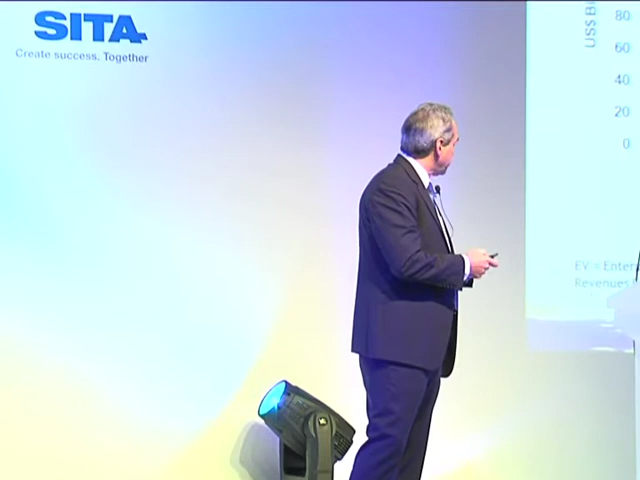 SITA
Create success. Together
US$
80
60
40
20
0
EV = Enter
Revenues